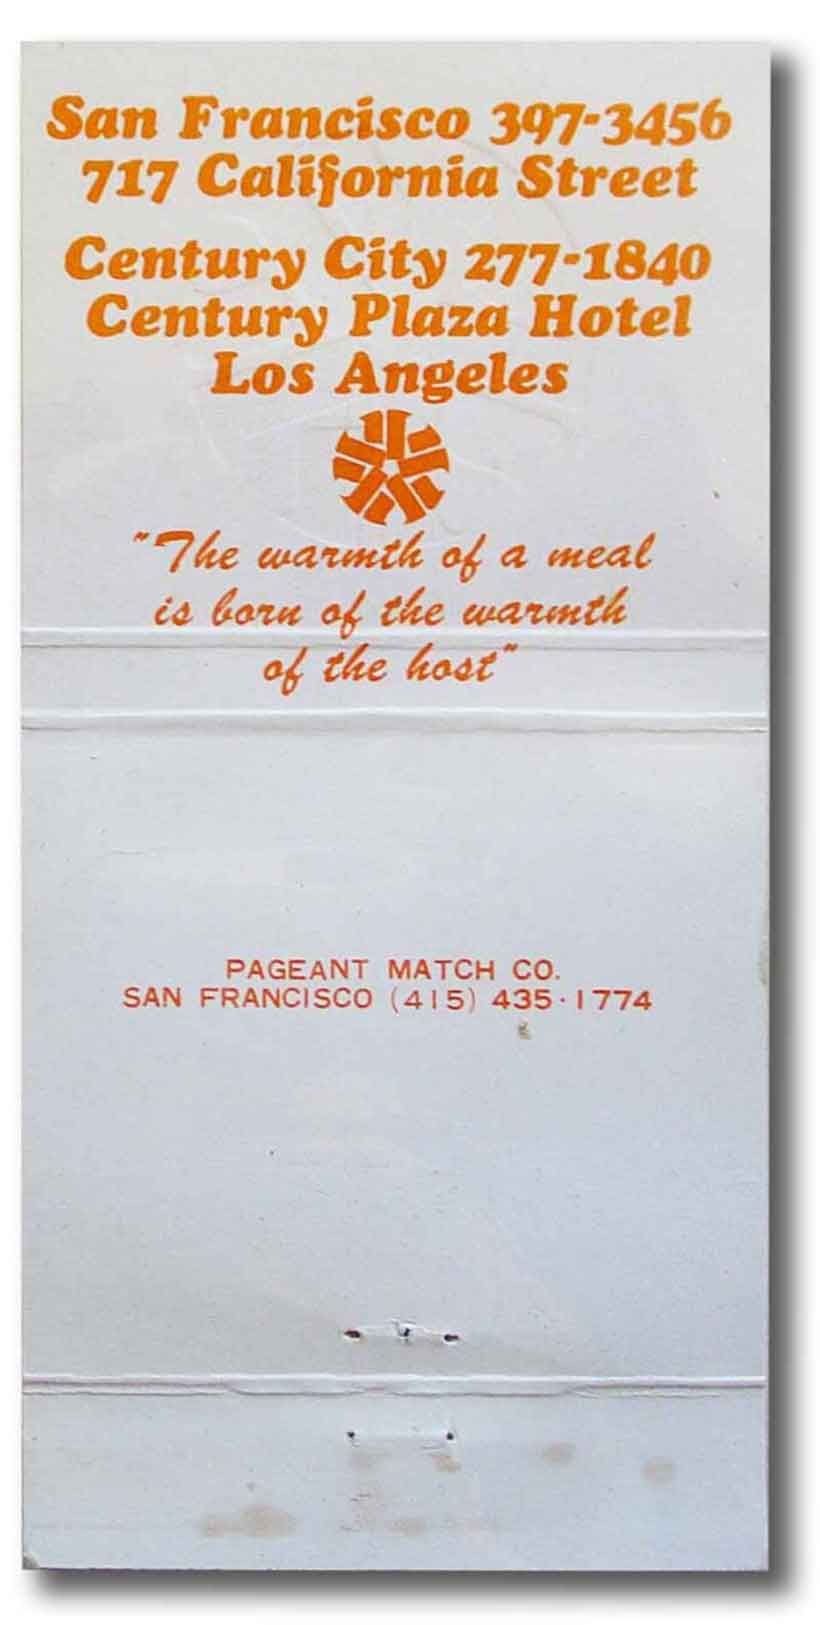 San Francisco 397-3456
717 California Street
Century City 277-1840
Century Plaza Hotel
Los Angeles
"The warmth of a meal
is born of the warmth
of the host"
PAGEANT MATCH CO.
SAN FRANCISCO (415) 435·1774